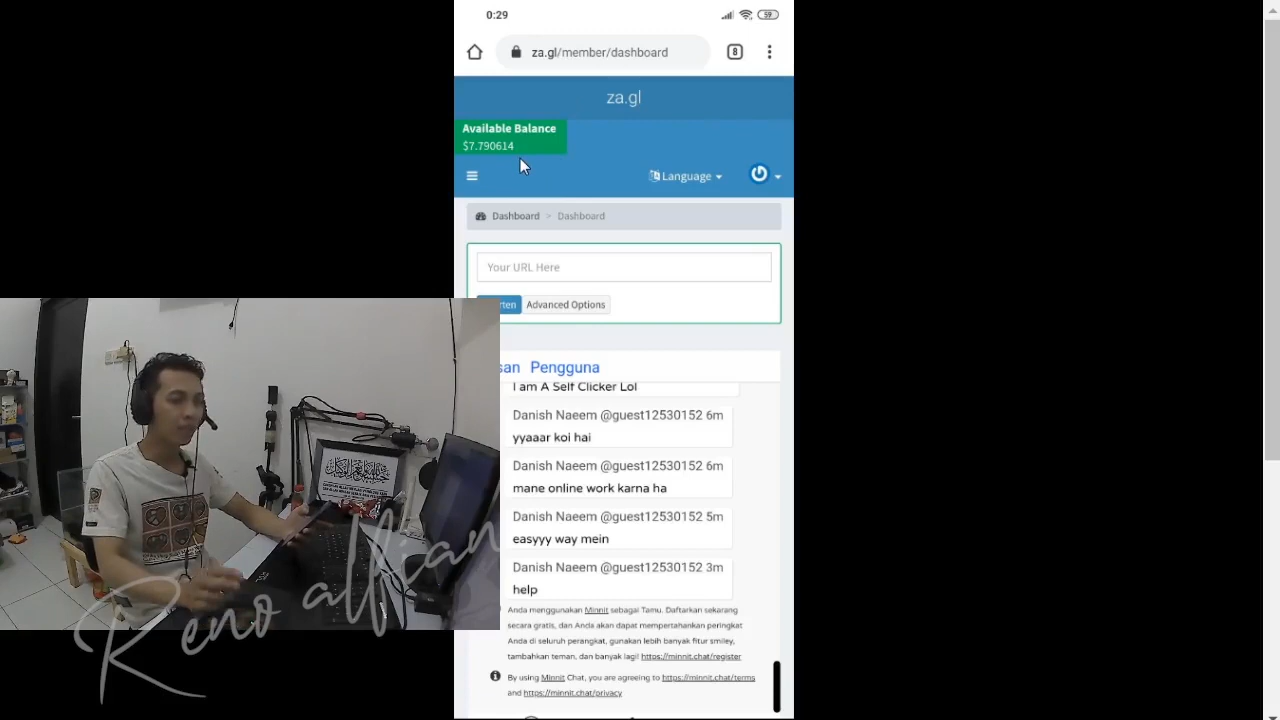 0:29
59
za.gl/member/dashboard
8
za.gl
Available Balance
$7.790614
Language
Dashboard > Dashboard
Your URL Here
rten
Advanced Options
san Pengguna
I am A Self Clicker Lol
Danish Naeem @guest12530152 6m
yyaaar koi hai
Danish Naeem @guest12530152 6m
mane online work karna ha
Danish Naeem @guest12530152 5m
easyyy way mein
Danish Naeem @guest12530152 3m
help
Anda menggunakan Minnit sebagai Tamu. Daftarkan sekarang
secara gratis, dan Anda akan dapat mempertahankan peringkat
Anda di seluruh perangkat, gunakan lebih banyak fitur smiley,
tambahkan teman, dan banyak lagi! https://minnit.chat/register
By using Minnit Chat, you are agreeing to https://minnit.chat/terms
and https://minnit.chat/privacy
Reno alfian